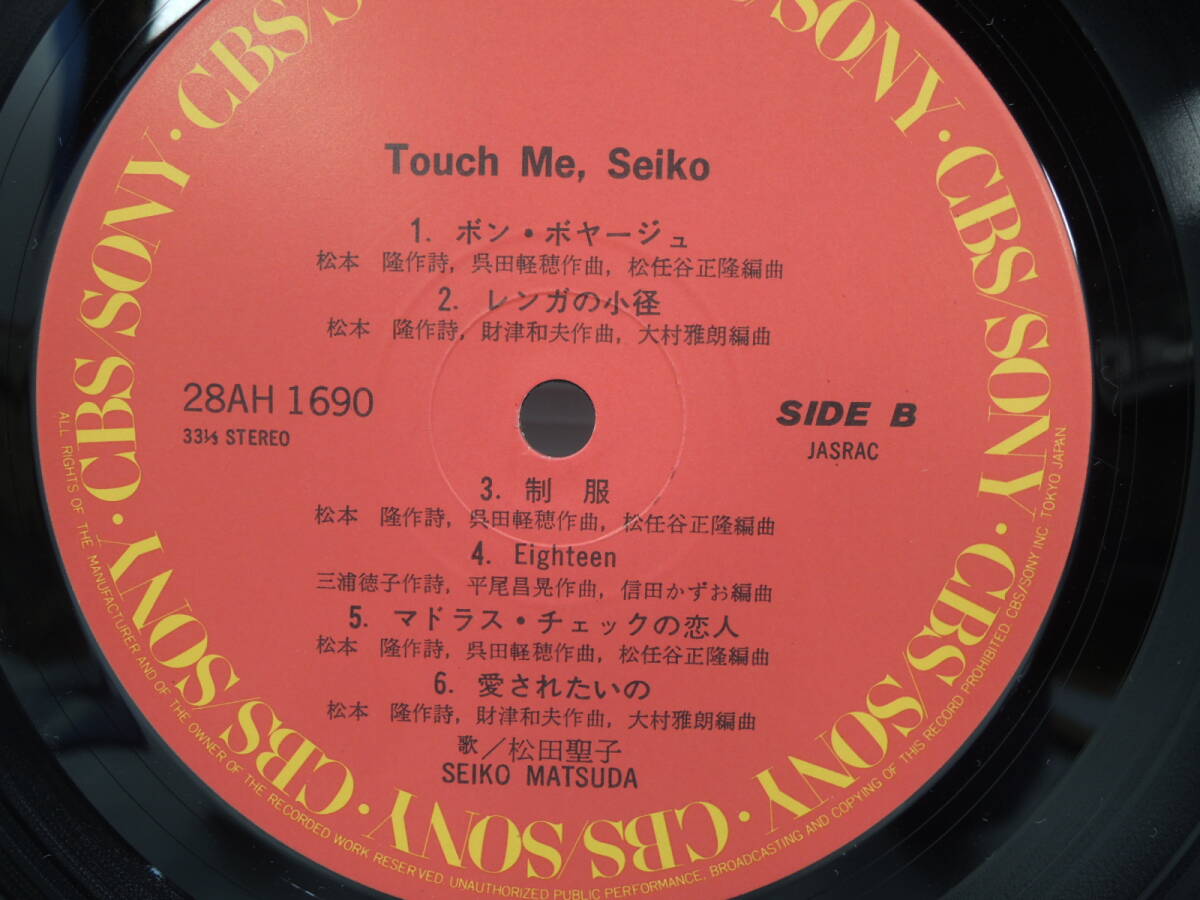 Touch Me, Seiko
1. ボン・ボヤージュ
松本 隆作詩, 呉田軽穂作曲, 松任谷正隆編曲
2. レンガの小径
松本 隆作詩, 財津和夫作曲, 大村雅朗編曲
28AH 1690
33⅓ STEREO
SIDE B
JASRAC
3. 制 服
松本 隆作詩, 呉田軽穂作曲, 松任谷正隆編曲
4. Eighteen
三浦徳子作詩, 平尾昌晃作曲, 信田かずお編曲
5. マドラス・チェックの恋人
松本 隆作詩, 呉田軽穂作曲, 松任谷正隆編曲
6. 愛されたいの
松本 隆作詩, 財津和夫作曲, 大村雅朗編曲
歌/松田聖子
SEIKO MATSUDA
CBS/SONY・CBS/SONY・CBS/SONY・CBS/SONY・CBS/SONY・CBS/SONY・CBS/SONY・CBS/SONY
ALL RIGHTS OF THE MANUFACTURER AND OF THE OWNER OF THE RECORDED WORK RESERVED. UNAUTHORIZED PUBLIC PERFORMANCE, BROADCASTING AND COPYING OF THIS RECORD PROHIBITED. CBS/SONY INC. TOKYO JAPAN